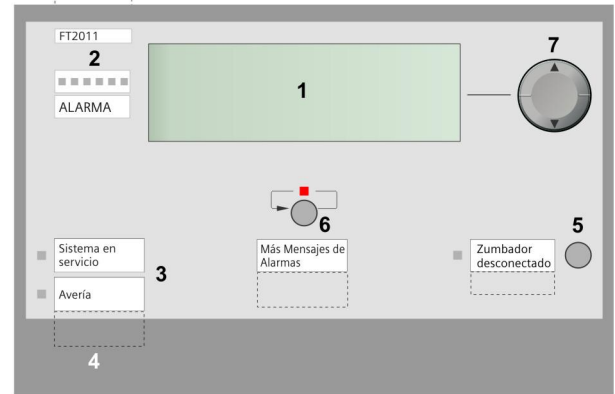 FT2011
2
7
1
ALARMA
6
5
Sistema en
servicio
Más Mensajes de
Alarmas
Zumbador
desconectado
3
Avería
4